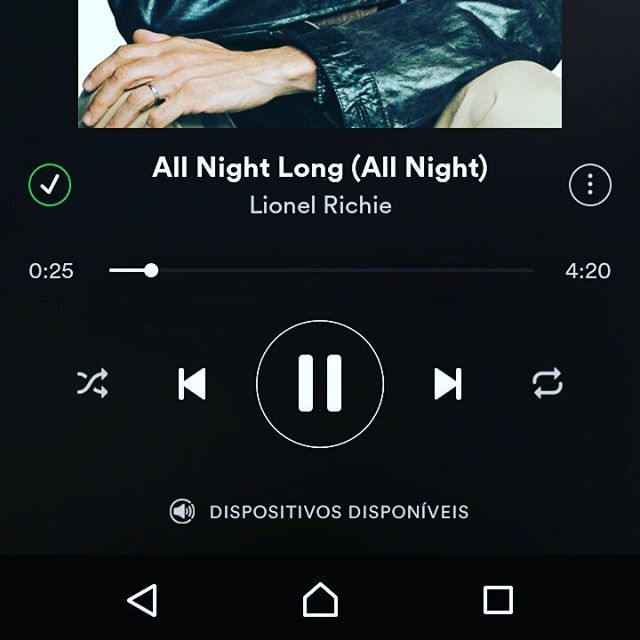 All Night Long (All Night)
Lionel Richie
0:25
4:20
DISPOSITIVOS DISPONÍVEIS